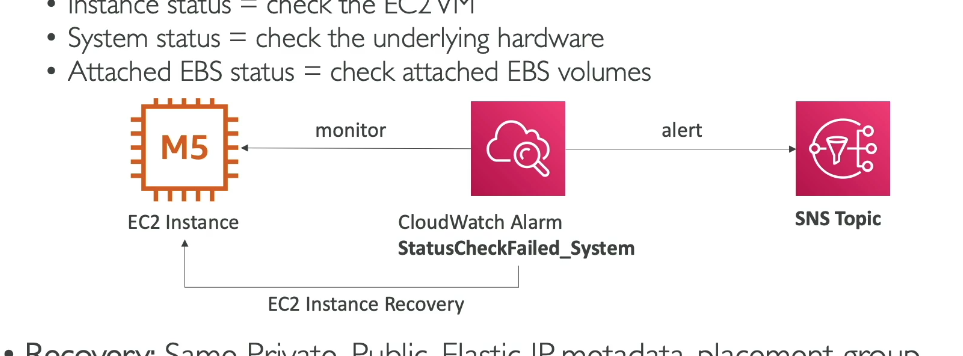 • Instance status = check the EC2 VM
• System status = check the underlying hardware
• Attached EBS status = check attached EBS volumes
M5
monitor
alert
EC2 Instance
CloudWatch Alarm
StatusCheckFailed_System
SNS Topic
EC2 Instance Recovery
• Recovery: Same Private, Public, Elastic IP, metadata, placement group